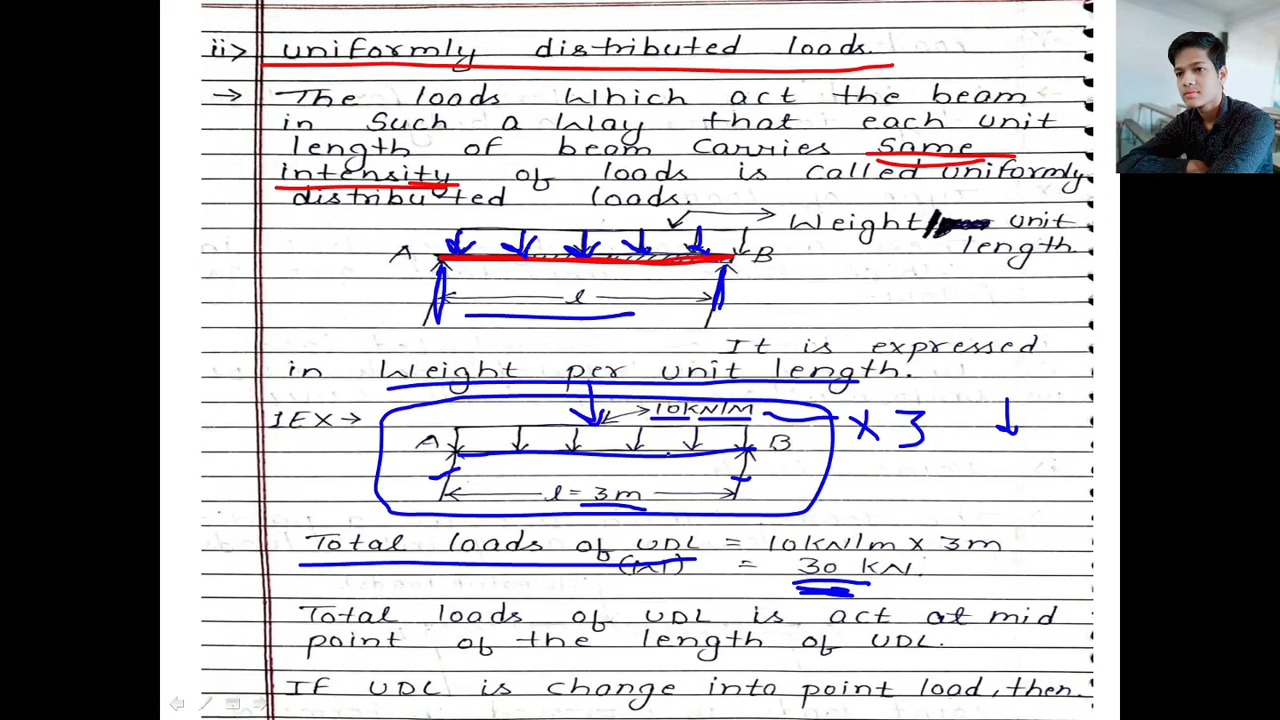 ii> uniformly distributed loads.
→ The loads which act the beam
in such a way that each unit
length of beam carries same
intensity of loads is called uniformly
distributed loads.
Weight/ unit
length.
A B
l
It is expressed
in weight per unit length.
IEX→ 10KN/M × 3
A B
l = 3m
Total loads of UDL = 10KN/m × 3m
= 30 KN.
Total loads of UDL is act at mid
point of the length of UDL.
If UDL is change into point load, then.